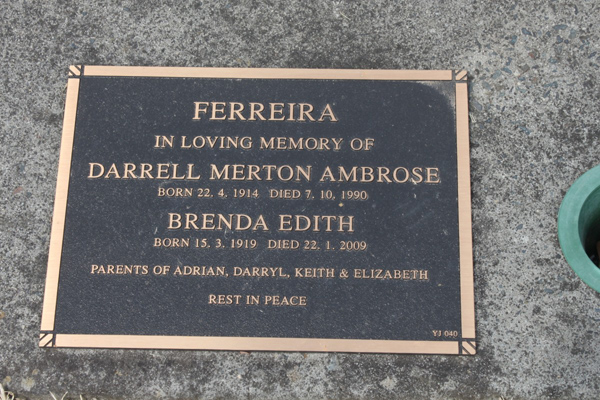 FERREIRA
IN LOVING MEMORY OF
DARRELL MERTON AMBROSE
BORN 22. 4. 1914 DIED 7. 10. 1990
BRENDA EDITH
BORN 15. 3. 1919 DIED 22. 1. 2009
PARENTS OF ADRIAN, DARRYL, KEITH & ELIZABETH
REST IN PEACE
YJ 040